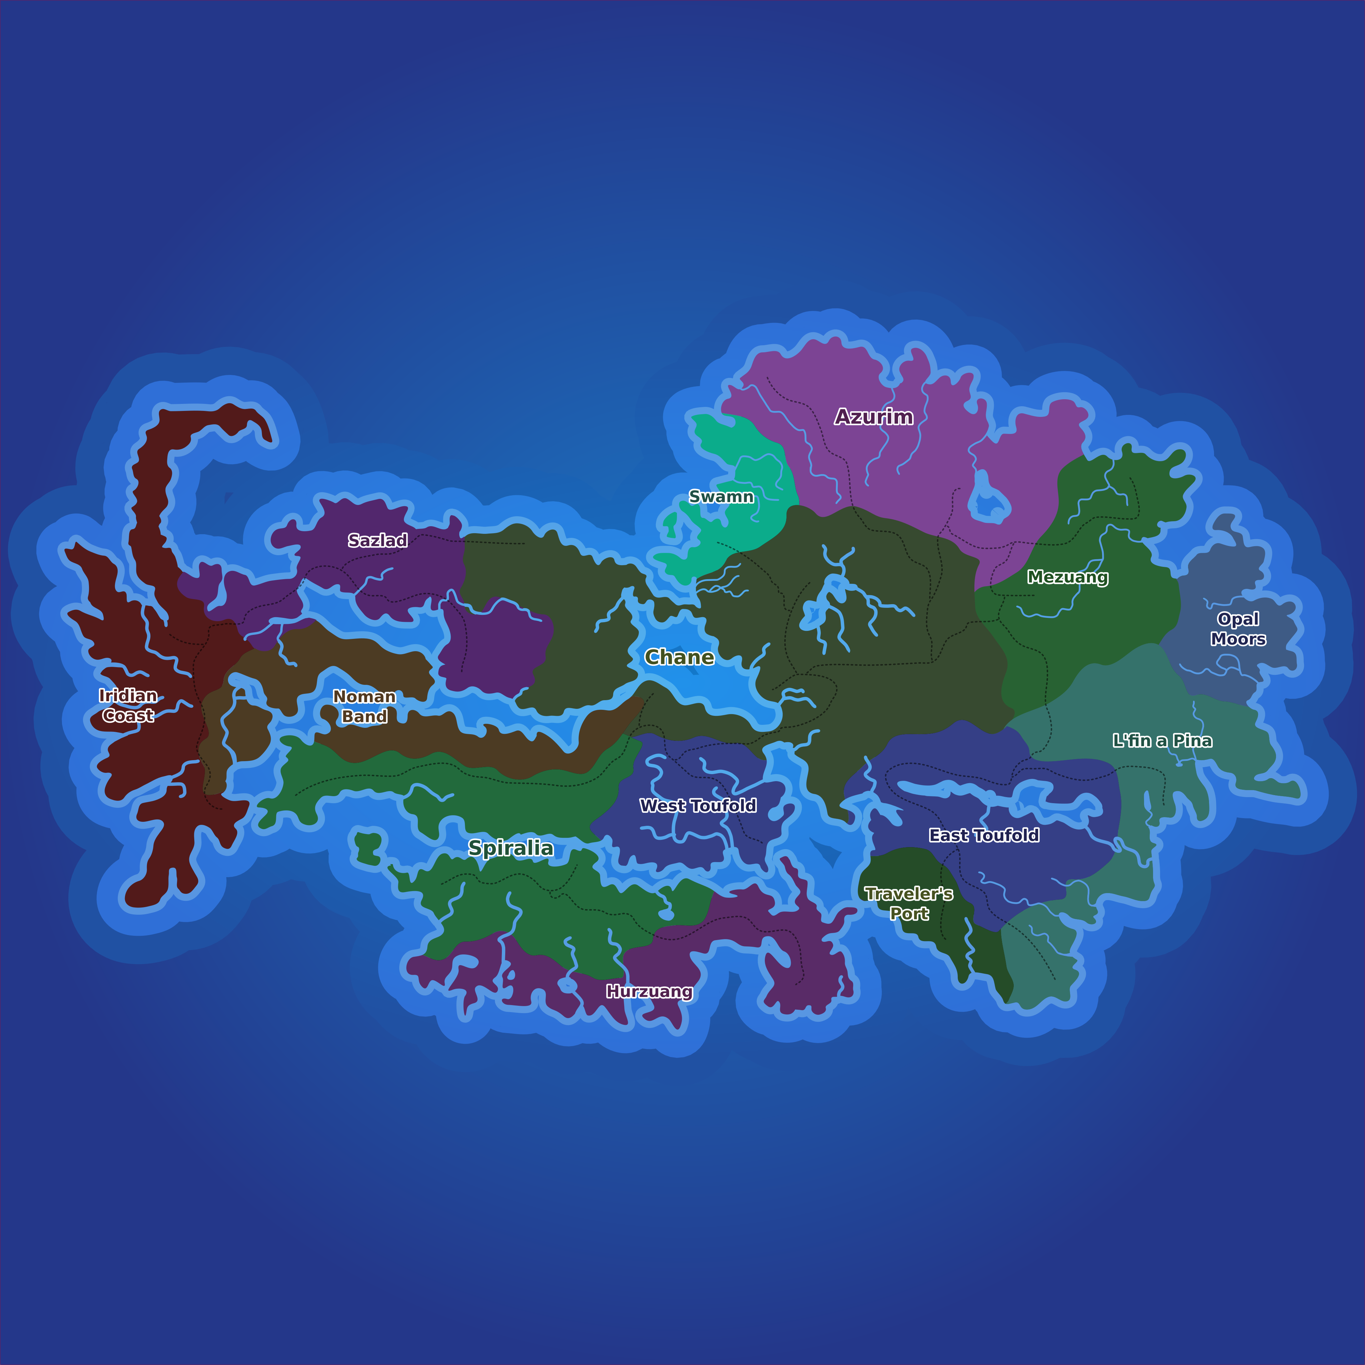 Azurim
Swamn
Sazlad
Mezuang
Opal
Moors
Chane
Iridian
Coast
Noman
Band
L'fin a Pina
West Toufold
East Toufold
Spiralia
Traveler's
Port
Hurzuang